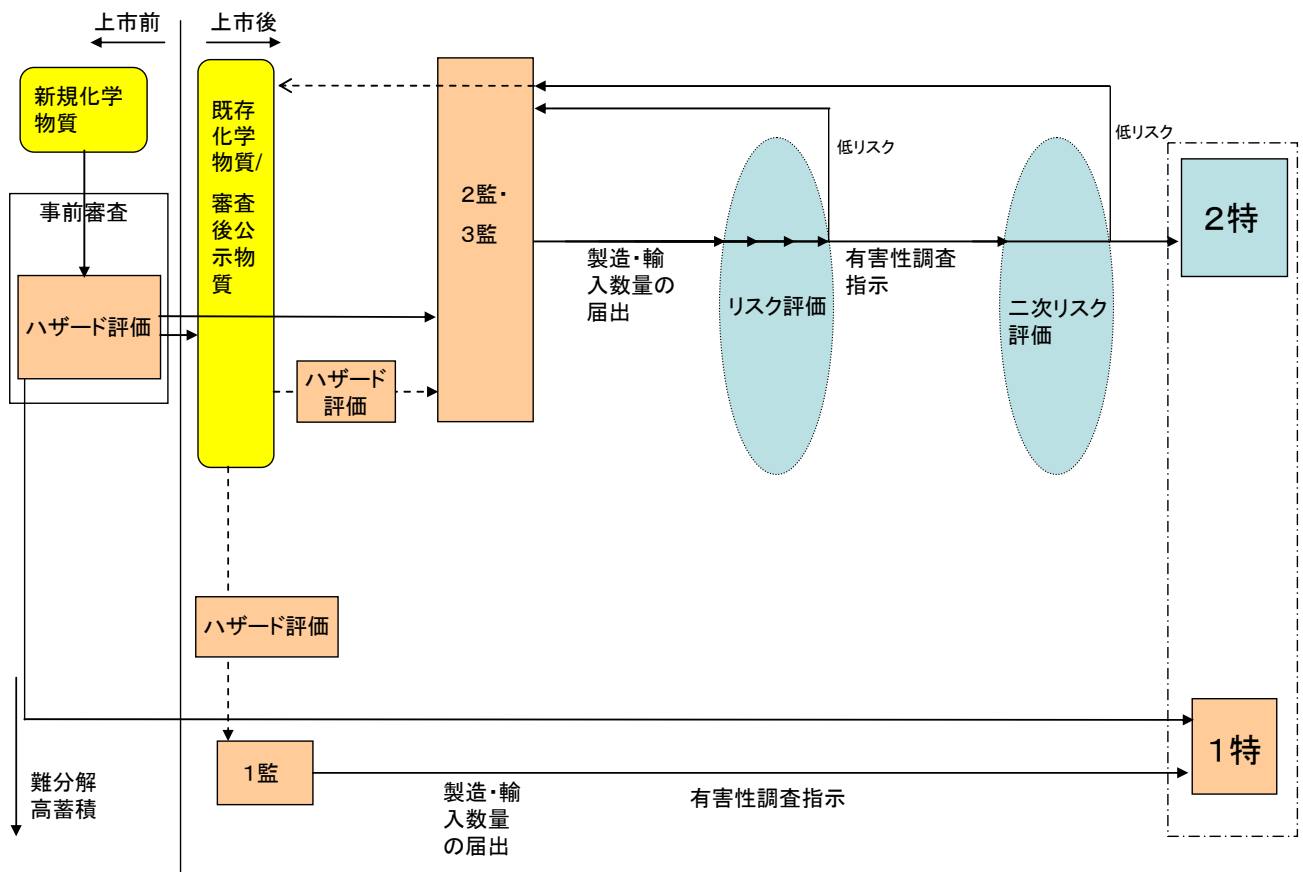 上市前
上市後
新規化学
物質
事前審査
ハザード評価
既存
化学
物質/
審査
後公
示物
質
ハザード
評価
2監・
3監
製造・輸
入数量の
届出
リスク評価
低リスク
有害性調査
指示
二次リスク
評価
低リスク
2特
ハザード評価
1監
製造・輸
入数量
の届出
有害性調査指示
1特
難分解
高蓄積